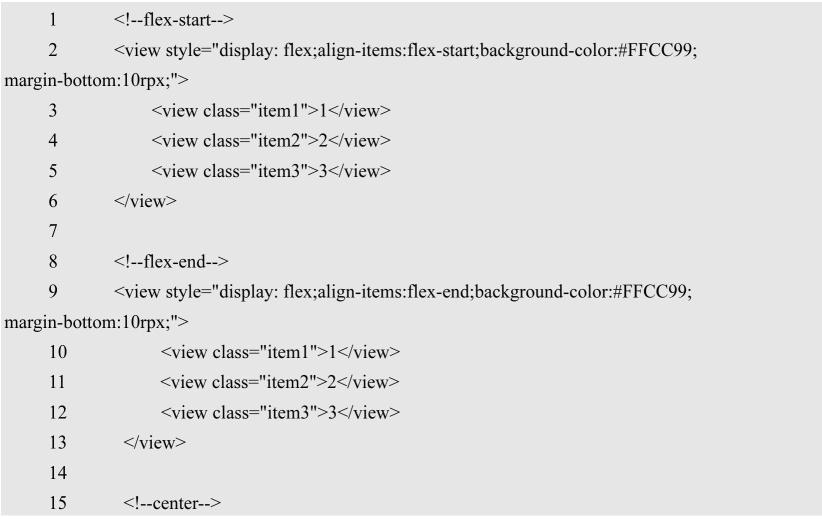 1 <!--flex-start-->
2 <view style="display: flex;align-items:flex-start;background-color:#FFCC99;
margin-bottom:10rpx;">
3 <view class="item1">1</view>
4 <view class="item2">2</view>
5 <view class="item3">3</view>
6 </view>
7
8 <!--flex-end-->
9 <view style="display: flex;align-items:flex-end;background-color:#FFCC99;
margin-bottom:10rpx;">
10 <view class="item1">1</view>
11 <view class="item2">2</view>
12 <view class="item3">3</view>
13 </view>
14
15 <!--center-->